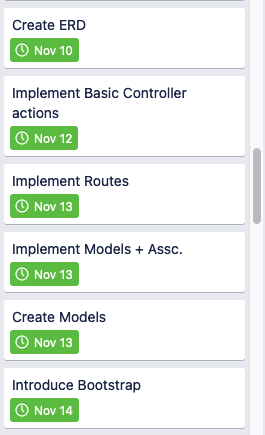 Create ERD
Nov 10
Implement Basic Controller
actions
Nov 12
Implement Routes
Nov 13
Implement Models + Assc.
Nov 13
Create Models
Nov 13
Introduce Bootstrap
Nov 14